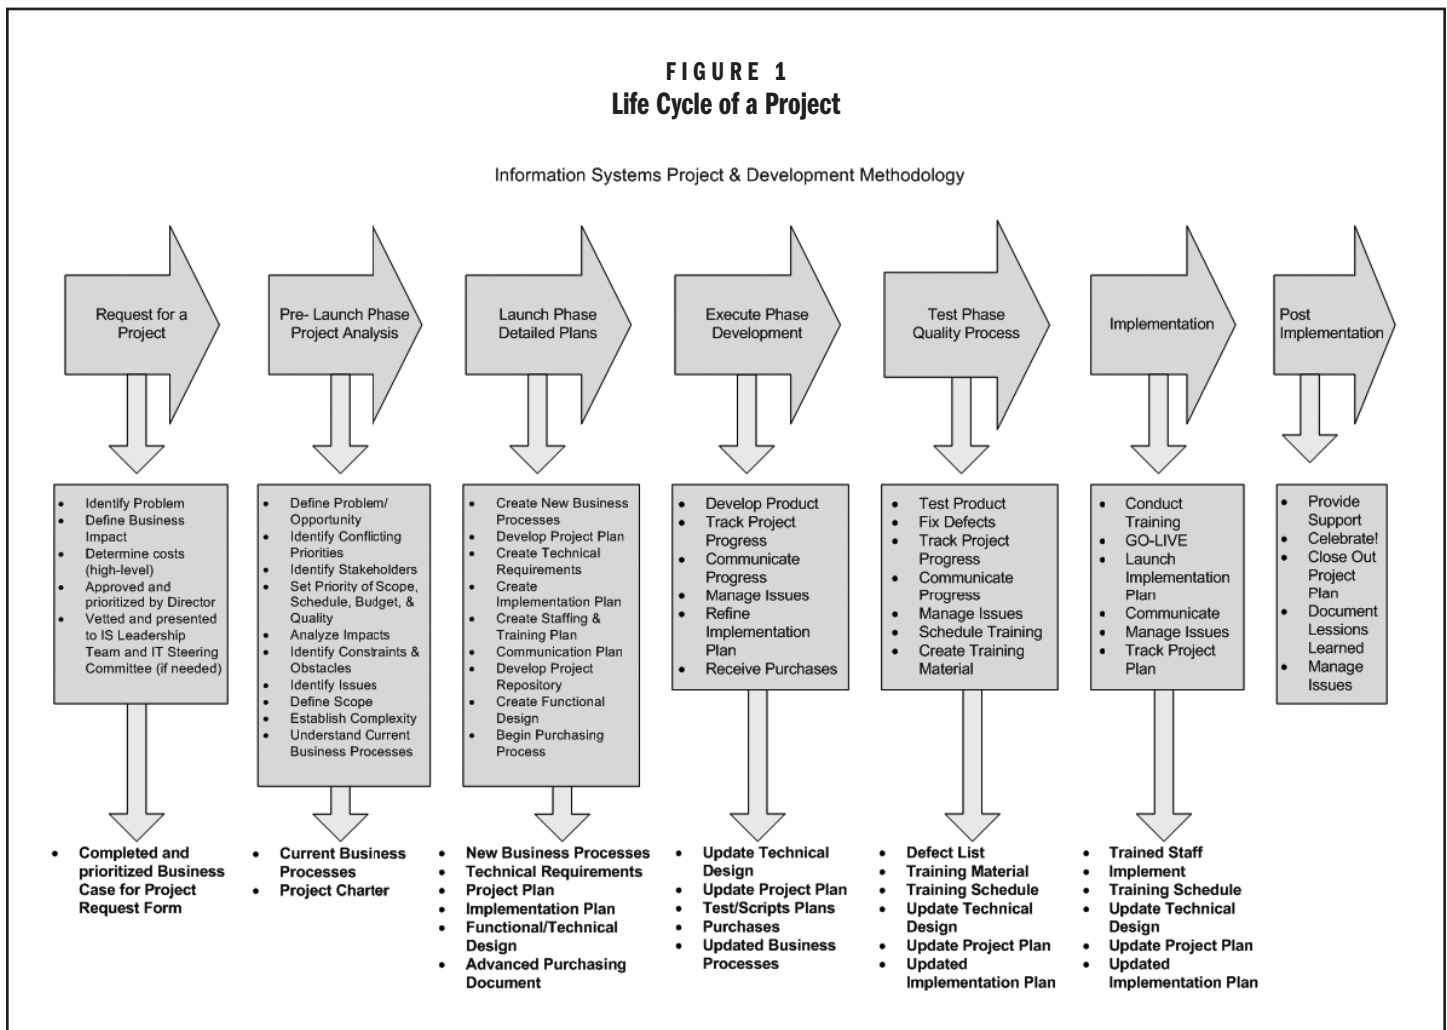 FIGURE 1
Life Cycle of a Project
Information Systems Project & Development Methodology
Request for a
Project
Pre- Launch Phase
Project Analysis
Launch Phase
Detailed Plans
Execute Phase
Development
Test Phase
Quality Process
Implementation
Post
Implementation
• Identify Problem
• Define Business
Impact
• Determine costs
(high-level)
• Approved and
prioritized by Director
• Vetted and presented
to IS Leadership
Team and IT Steering
Committee (if needed)
• Define Problem/
Opportunity
• Identify Conflicting
Priorities
• Identify Stakeholders
• Set Priority of Scope,
Schedule, Budget, &
Quality
• Analyze Impacts
• Identify Constraints &
Obstacles
• Identify Issues
• Define Scope
• Establish Complexity
• Understand Current
Business Processes
• Create New Business
Processes
• Develop Project Plan
• Create Technical
Requirements
• Create
Implementation Plan
• Create Staffing &
Training Plan
• Communication Plan
• Develop Project
Repository
• Create Functional
Design
• Begin Purchasing
Process
• Develop Product
• Track Project
Progress
• Communicate
Progress
• Manage Issues
• Refine
Implementation
Plan
• Receive Purchases
• Test Product
• Fix Defects
• Track Project
Progress
• Communicate
Progress
• Manage Issues
• Schedule Training
• Create Training
Material
• Conduct
Training
• GO-LIVE
• Launch
Implementation
Plan
• Communicate
• Manage Issues
• Track Project
Plan
• Provide
Support
• Celebrate!
• Close Out
Project
Plan
• Document
Lessions
Learned
• Manage
Issues
• Completed and
prioritized Business
Case for Project
Request Form
• Current Business
Processes
• Project Charter
• New Business Processes
• Technical Requirements
• Project Plan
• Implementation Plan
• Functional/Technical
Design
• Advanced Purchasing
Document
• Update Technical
Design
• Update Project Plan
• Test/Scripts Plans
• Purchases
• Updated Business
Processes
• Defect List
• Training Material
• Training Schedule
• Update Technical
Design
• Update Project Plan
• Updated
Implementation Plan
• Trained Staff
• Implement
• Training Schedule
• Update Technical
Design
• Update Project Plan
• Updated
Implementation Plan